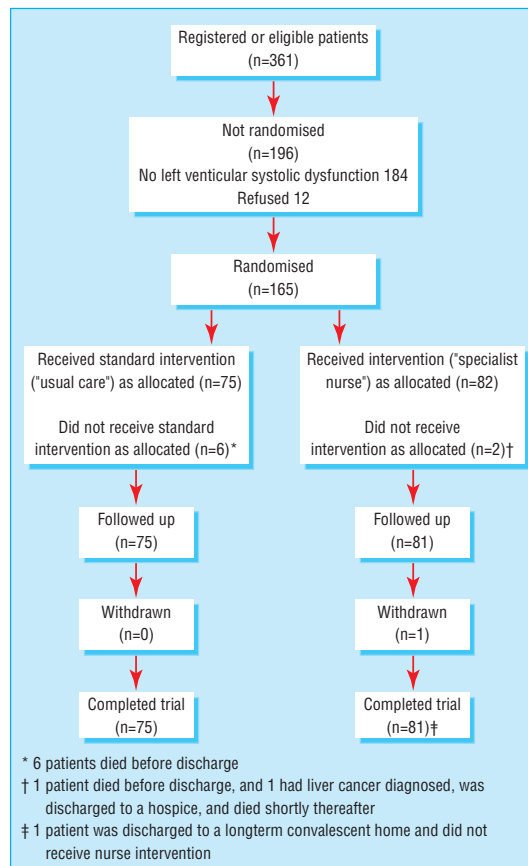 Registered or eligible patients
(n=361)
Not randomised
(n=196)
No left venticular systolic dysfunction 184
Refused 12
Randomised
(n=165)
Received standard intervention
("usual care") as allocated (n=75)
Did not receive standard
intervention as allocated (n=6)*
Received intervention ("specialist
nurse") as allocated (n=82)
Did not receive
intervention as allocated (n=2)†
Followed up
(n=75)
Followed up
(n=81)
Withdrawn
(n=0)
Withdrawn
(n=1)
Completed trial
(n=75)
Completed trial
(n=81)‡
* 6 patients died before discharge
† 1 patient died before discharge, and 1 had liver cancer diagnosed, was
discharged to a hospice, and died shortly thereafter
‡ 1 patient was discharged to a longterm convalescent home and did not
receive nurse intervention